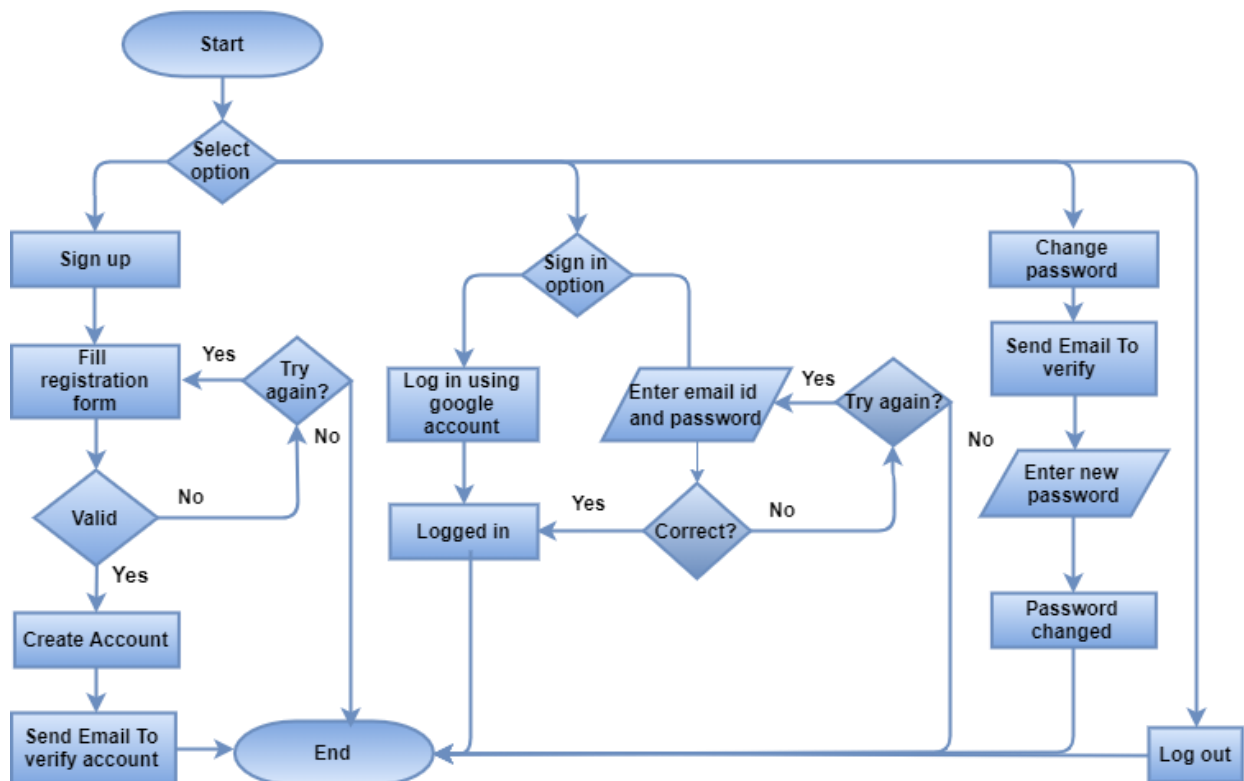 Start
Select
option
Sign up
Sign in
option
Change
password
Fill
registration
form
Yes
Try
again?
No
Log in using
google
account
Enter email id
and password
Yes
Try again?
No
Send Email To
verify
Enter new
password
Valid
No
Logged in
Yes
Correct?
No
Yes
Create Account
Password
changed
Send Email To
verify account
End
Log out